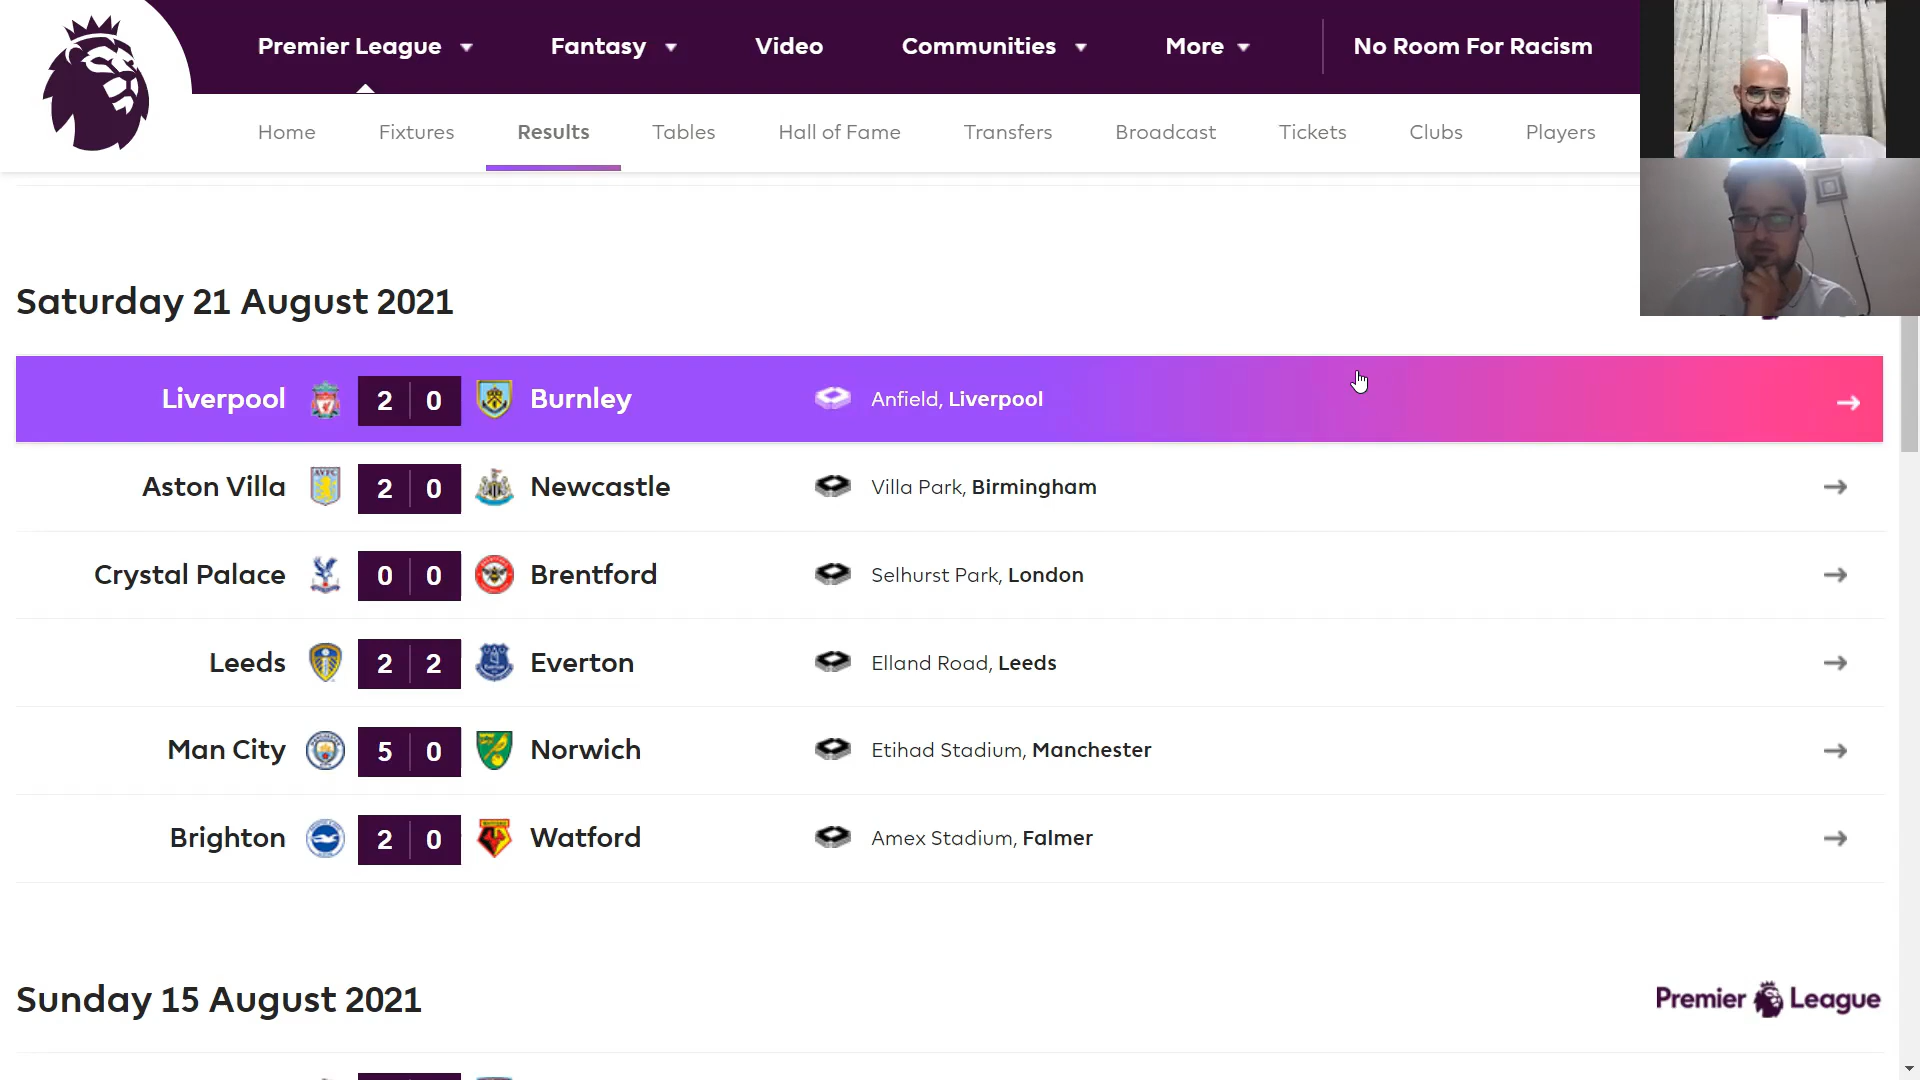 Premier League Fantasy Video Communities More No Room For Racism
Home Fixtures Results Tables Hall of Fame Transfers Broadcast Tickets Clubs Players
Saturday 21 August 2021
Liverpool 2 0 Burnley Anfield, Liverpool
Aston Villa 2 0 Newcastle Villa Park, Birmingham
Crystal Palace 0 0 Brentford Selhurst Park, London
Leeds 2 2 Everton Elland Road, Leeds
Man City 5 0 Norwich Etihad Stadium, Manchester
Brighton 2 0 Watford Amex Stadium, Falmer
Sunday 15 August 2021 Premier League